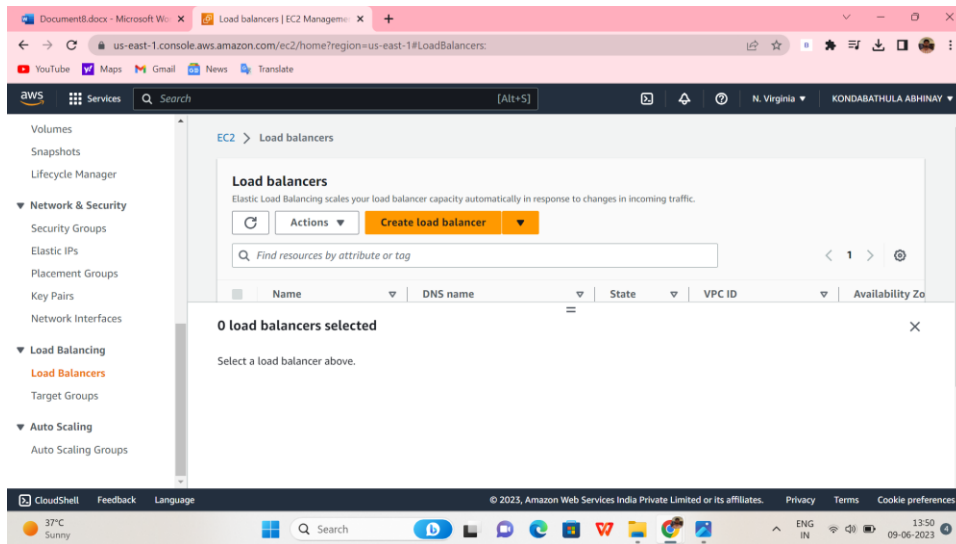 Document8.docx - Microsoft Wo
Load balancers | EC2 Manageme
us-east-1.console.aws.amazon.com/ec2/home?region=us-east-1#LoadBalancers:
YouTube Maps Gmail News Translate
aws Services Search [Alt+S] N. Virginia KONDABATHULA ABHINAY
Volumes
Snapshots
Lifecycle Manager
Network & Security
Security Groups
Elastic IPs
Placement Groups
Key Pairs
Network Interfaces
Load Balancing
Load Balancers
Target Groups
Auto Scaling
Auto Scaling Groups
EC2 > Load balancers
Load balancers
Elastic Load Balancing scales your load balancer capacity automatically in response to changes in incoming traffic.
Actions Create load balancer
Find resources by attribute or tag
1
Name DNS name State VPC ID Availability Zo
0 load balancers selected
Select a load balancer above.
CloudShell Feedback Language © 2023, Amazon Web Services India Private Limited or its affiliates. Privacy Terms Cookie preferences
37°C
Sunny
Search
ENG
IN
13:50
09-06-2023
4